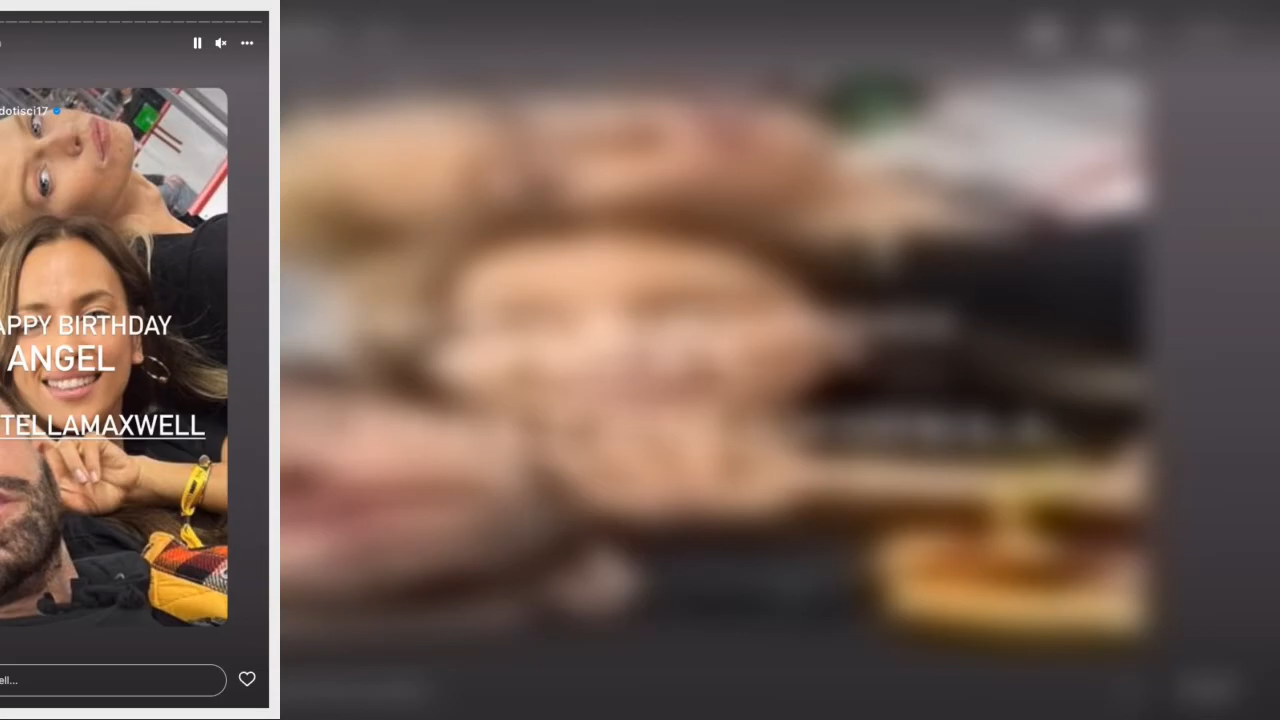 dotisci17
APPY BIRTHDAY
ANGEL
TELLAMAXWELL
ell...